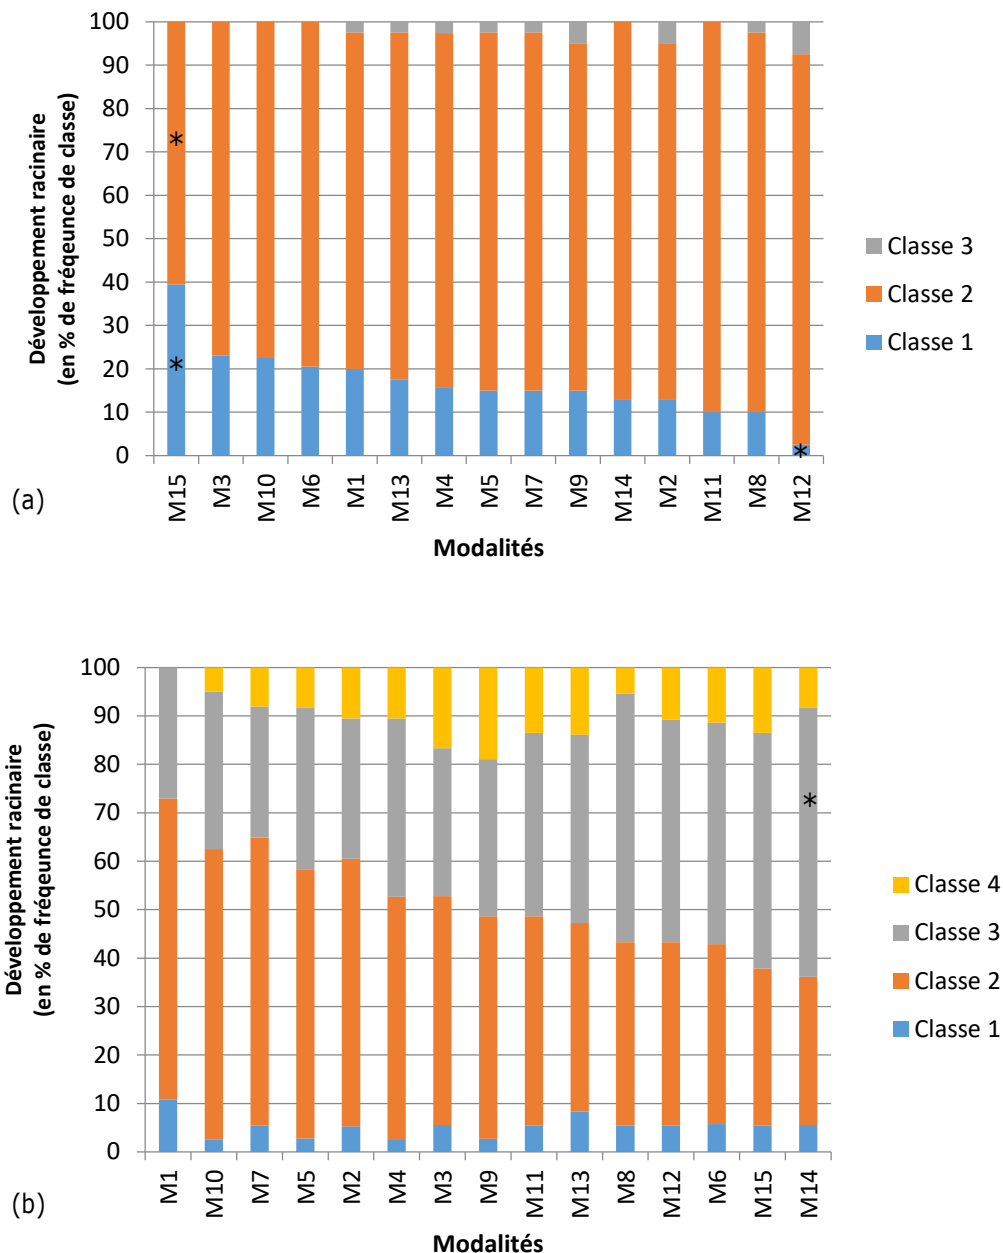 100
90
80
70
60
50
40
30
20
10
0
Développement racinaire
(en % de fréqeunce de classe)
*
*
*
Classe 3
Classe 2
Classe 1
M15 M3 M10 M6 M1 M13 M4 M5 M7 M9 M14 M2 M11 M8 M12
(a)
Modalités
100
90
80
70
60
50
40
30
20
10
0
Développement racinaire
(en % de fréqeunce de classe)
*
Classe 4
Classe 3
Classe 2
Classe 1
M1 M10 M7 M5 M2 M4 M3 M9 M11 M13 M8 M12 M6 M15 M14
(b)
Modalités